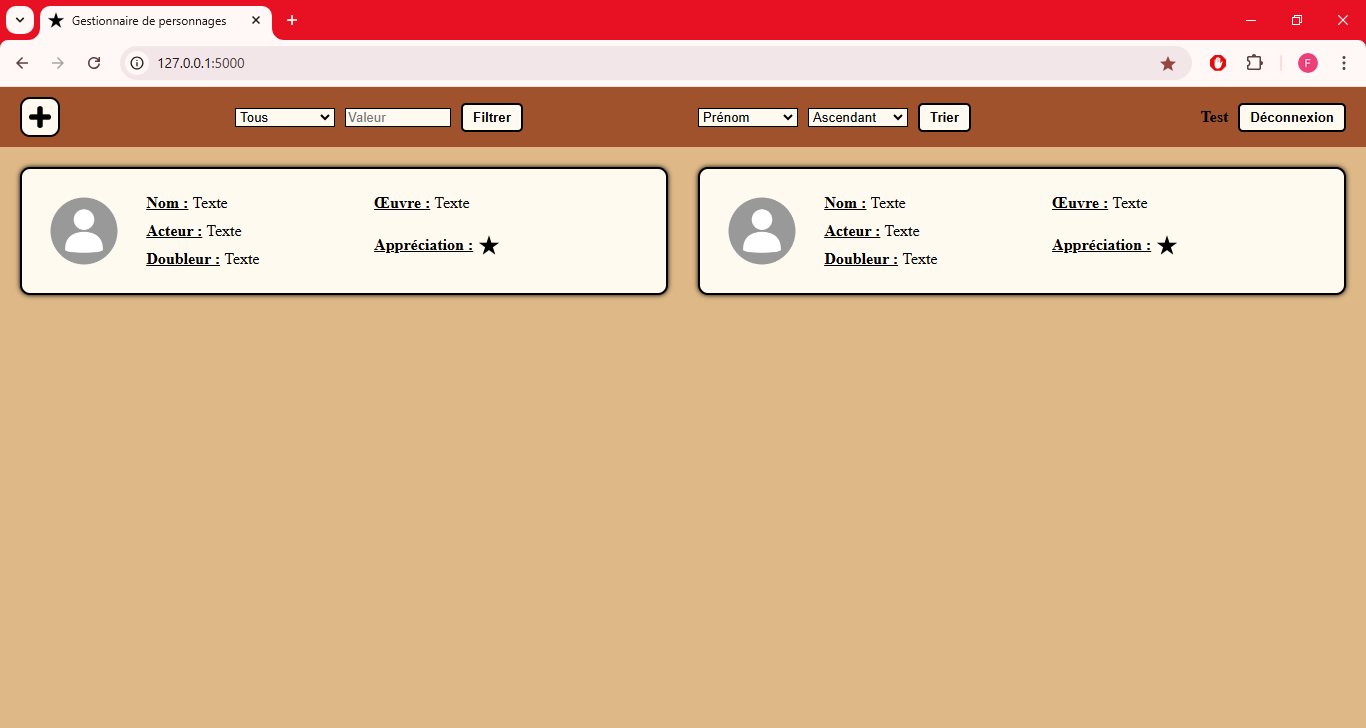 Gestionnaire de personnages
127.0.0.1:5000
F
Tous Valeur Filtrer Prénom Ascendant Trier Test Déconnexion
Nom : Texte Œuvre : Texte
Acteur : Texte
Appréciation :
Doubleur : Texte
Nom : Texte Œuvre : Texte
Acteur : Texte
Appréciation :
Doubleur : Texte